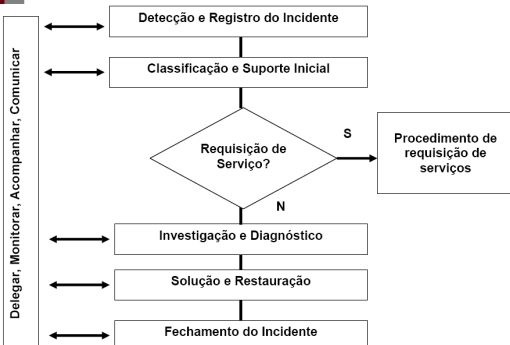 Delegar, Monitorar, Acompanhar, Comunicar
Detecção e Registro do Incidente
Classificação e Suporte Inicial
Requisição de
Serviço?
S
Procedimento de
requisição de
serviços
N
Investigação e Diagnóstico
Solução e Restauração
Fechamento do Incidente